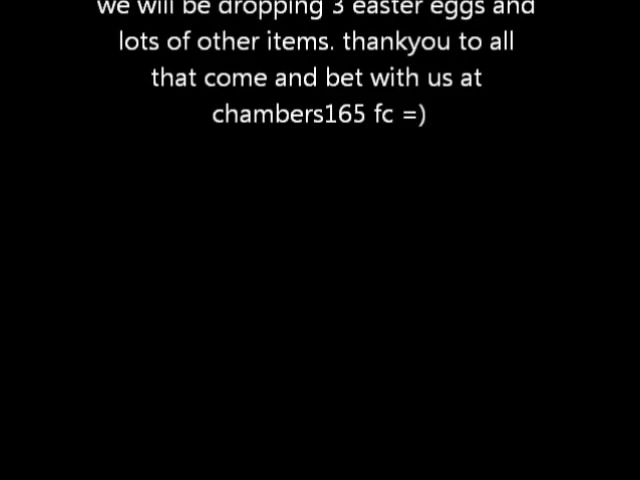 we will be dropping 3 easter eggs and
lots of other items. thankyou to all
that come and bet with us at
chambers165 fc =)